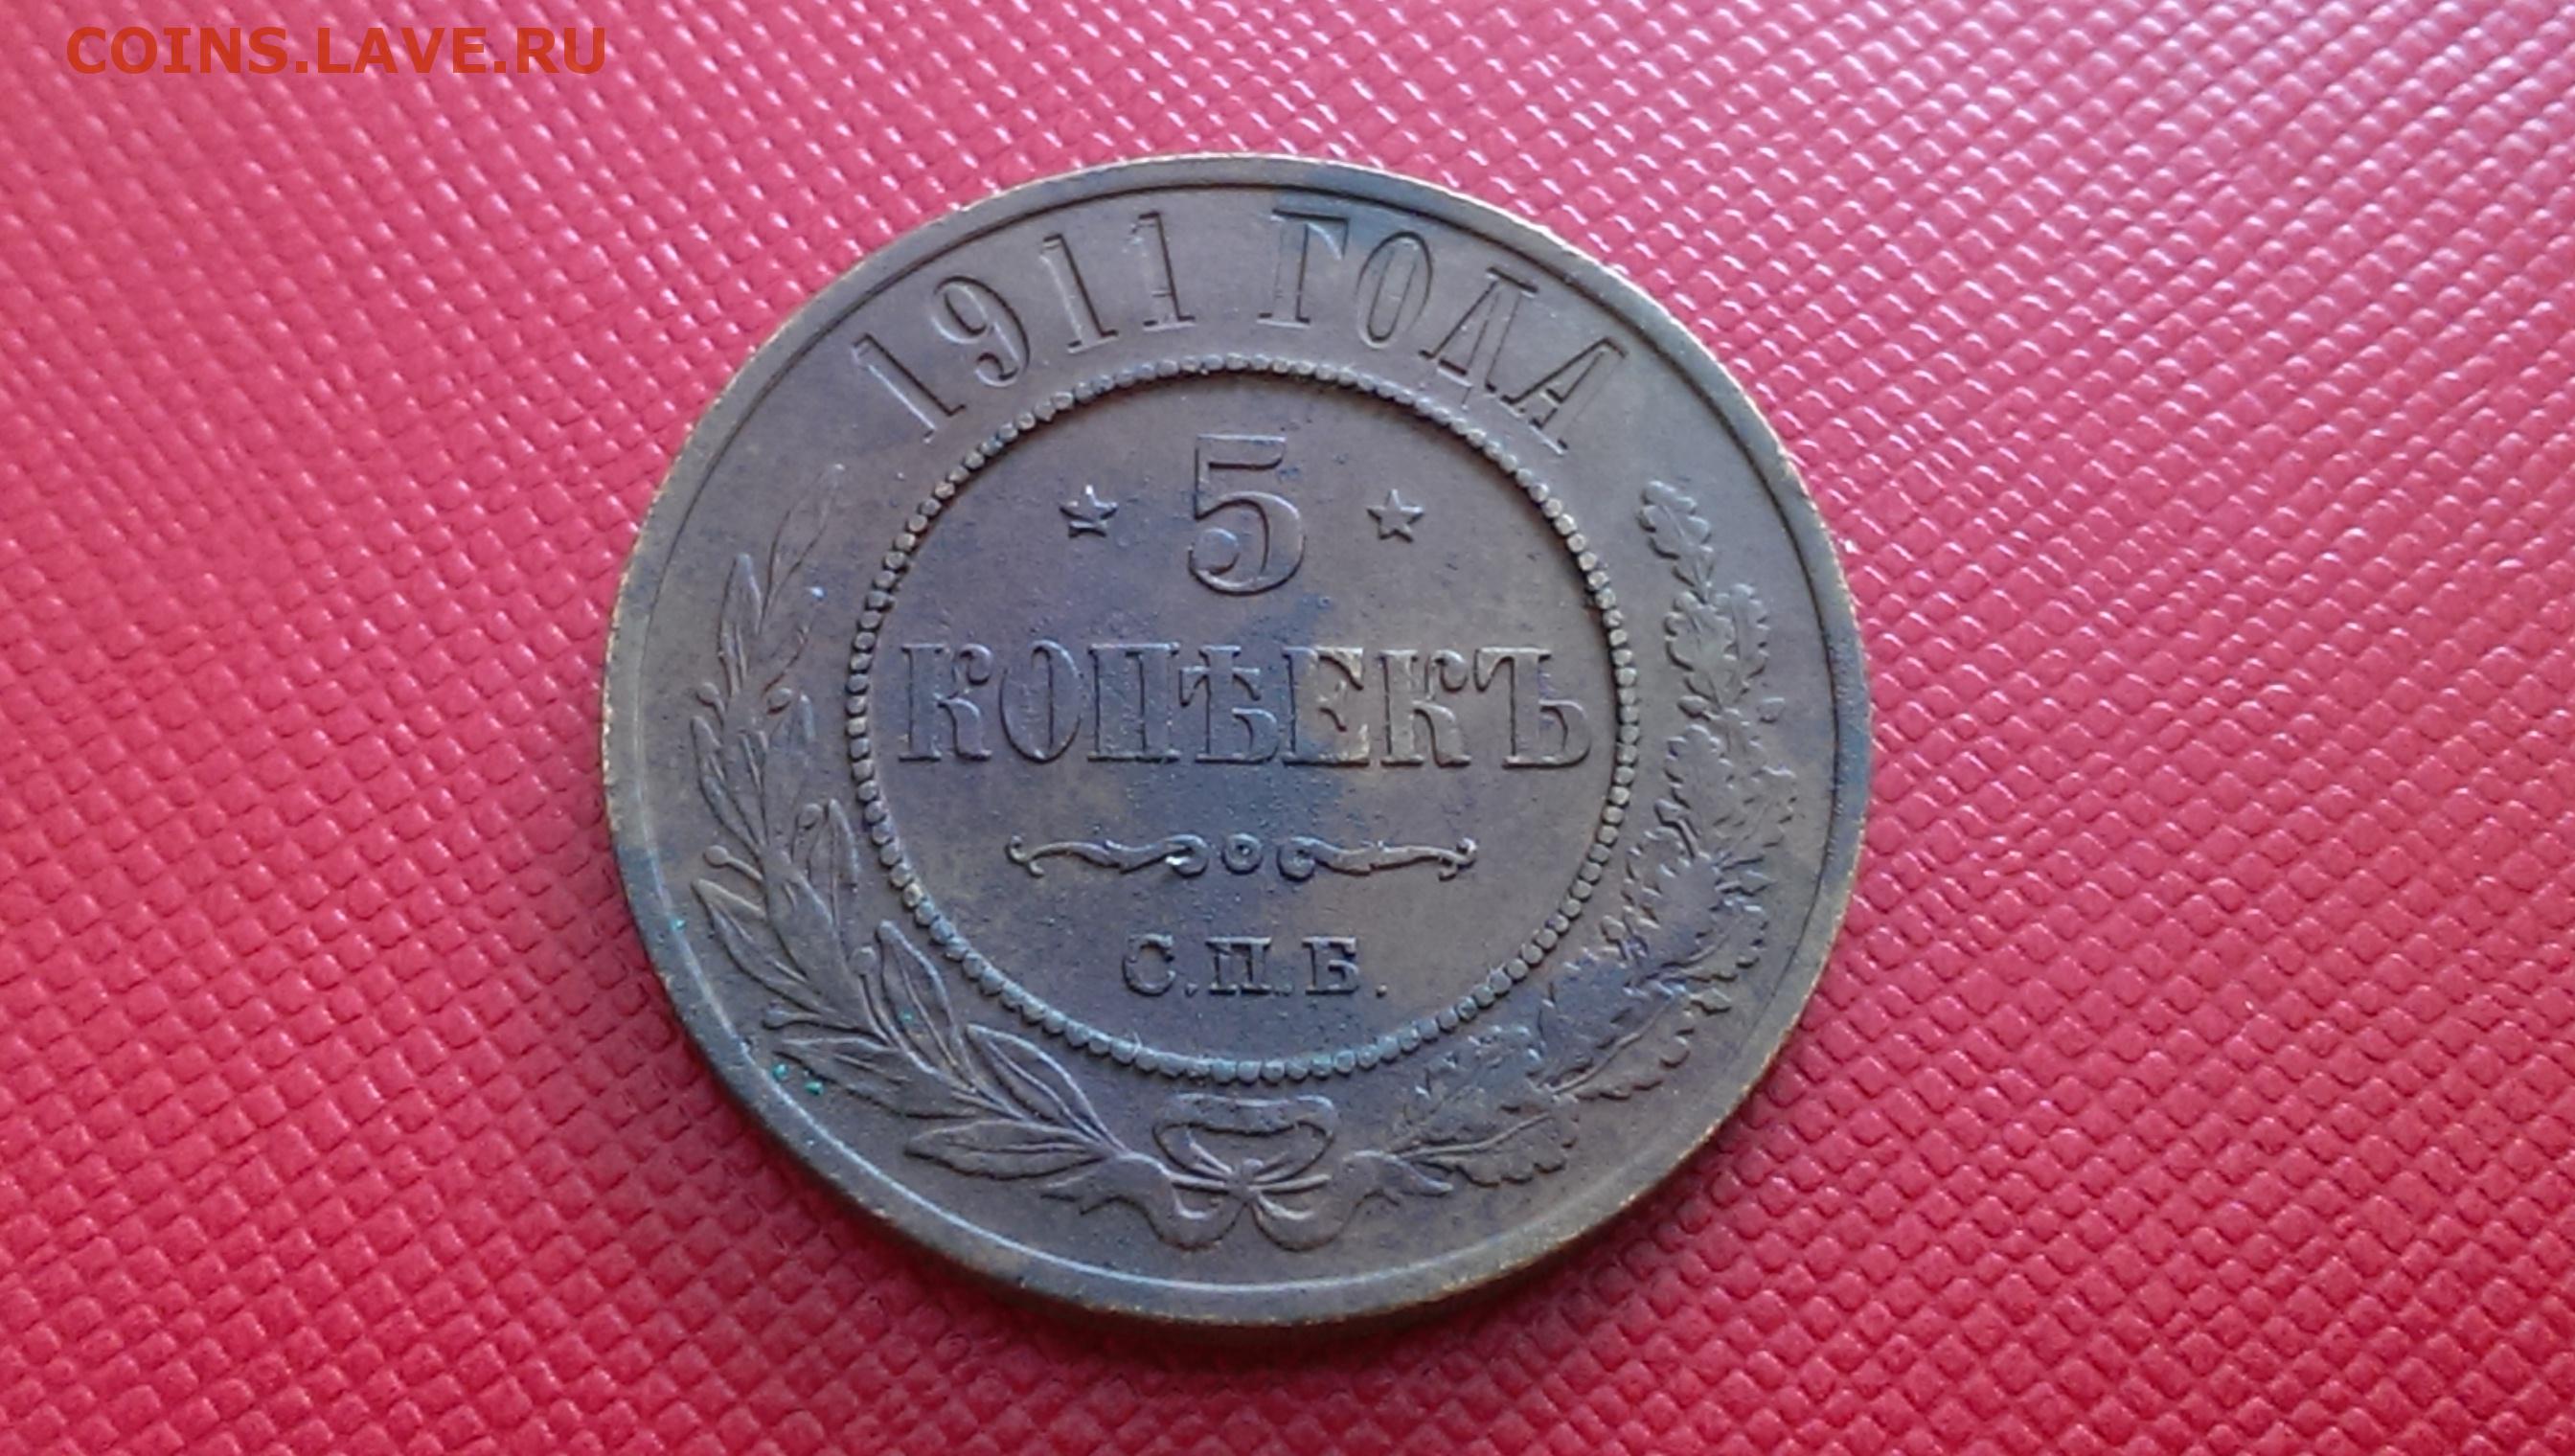 COINS.LAVE.RU
1911 ГОДА
5
КОПѢЕКЪ
С.П.Б.